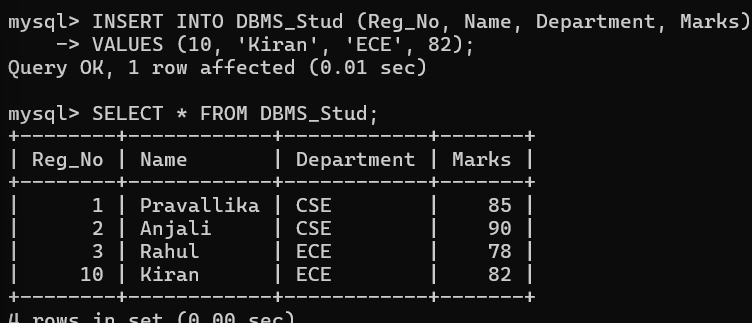 mysql> INSERT INTO DBMS_Stud (Reg_No, Name, Department, Marks)
    -> VALUES (10, 'Kiran', 'ECE', 82);
Query OK, 1 row affected (0.01 sec)

mysql> SELECT * FROM DBMS_Stud;
+--------+------------+------------+-------+
| Reg_No | Name       | Department | Marks |
+--------+------------+------------+-------+
|      1 | Pravallika | CSE        |    85 |
|      2 | Anjali     | CSE        |    90 |
|      3 | Rahul      | ECE        |    78 |
|     10 | Kiran      | ECE        |    82 |
+--------+------------+------------+-------+
4 rows in set (0.00 sec)